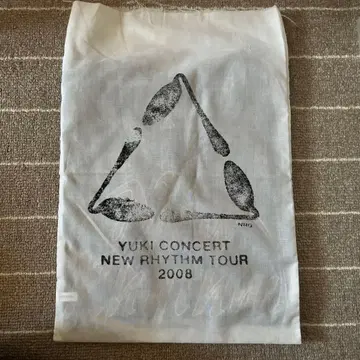 YUKI CONCERT
NEW RHYTHM TOUR
2008